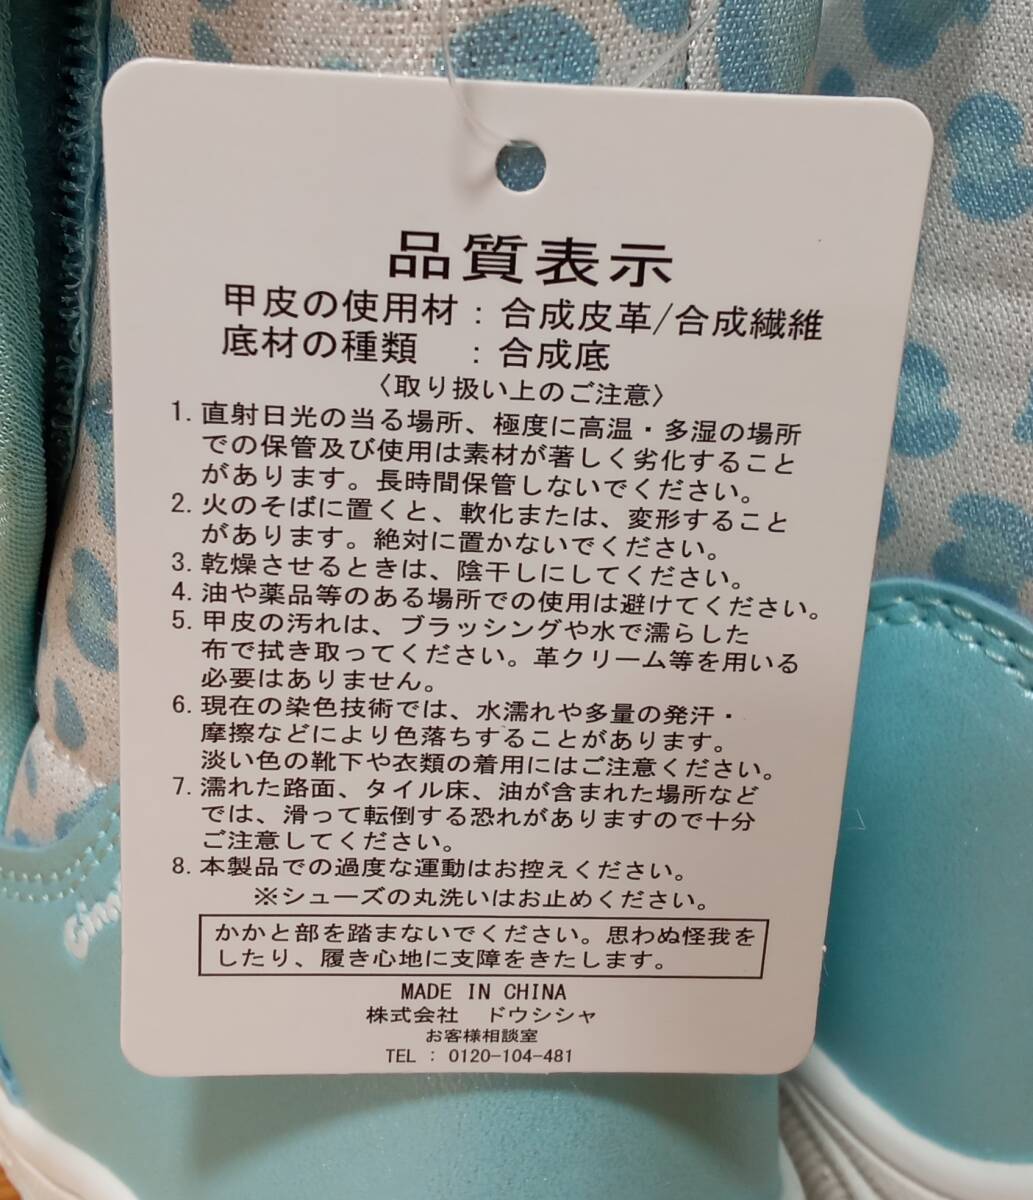 品質表示
甲皮の使用材：合成皮革/合成繊維
底材の種類　：合成底
〈取り扱い上のご注意〉
1. 直射日光の当る場所、極度に高温・多湿の場所
での保管及び使用は素材が著しく劣化すること
があります。長時間保管しないでください。
2. 火のそばに置くと、軟化または、変形すること
があります。絶対に置かないでください。
3. 乾燥させるときは、陰干しにしてください。
4. 油や薬品等のある場所での使用は避けてください。
5. 甲皮の汚れは、ブラッシングや水で濡らした
布で拭き取ってください。革クリーム等を用いる
必要はありません。
6. 現在の染色技術では、水濡れや多量の発汗・
摩擦などにより色落ちすることがあります。
淡い色の靴下や衣類の着用にはご注意ください。
7. 濡れた路面、タイル床、油が含まれた場所など
では、滑って転倒する恐れがありますので十分
ご注意してください。
8. 本製品での過度な運動はお控えください。
※シューズの丸洗いはお止めください。
かかと部を踏まないでください。思わぬ怪我を
したり、履き心地に支障をきたします。
MADE IN CHINA
株式会社　ドウシシャ
お客様相談室
TEL : 0120-104-481